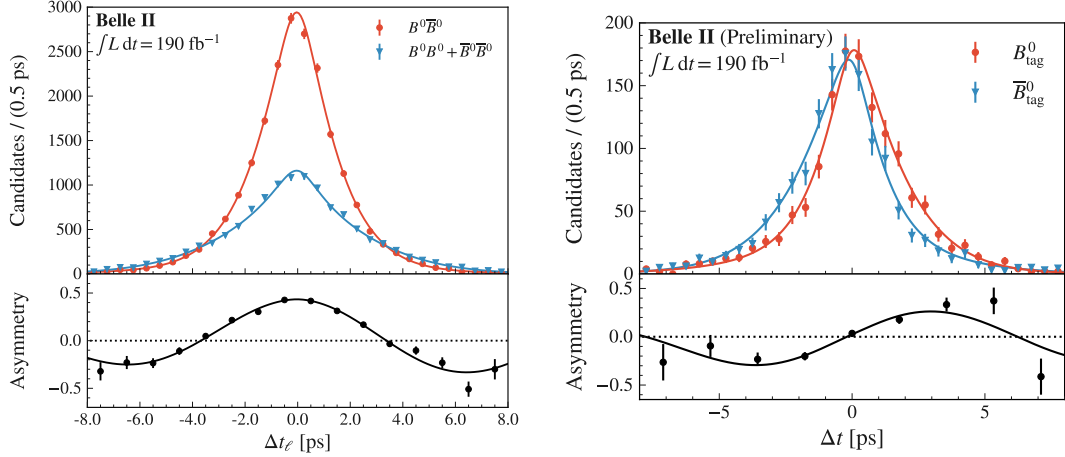 Belle II
∫L dt = 190 fb⁻¹
B⁰B̅⁰
B⁰B⁰ + B̅⁰B̅⁰
Candidates / (0.5 ps)
3000
2500
2000
1500
1000
500
0
Asymmetry
0.5
0.0
−0.5
-8.0 -6.0 -4.0 -2.0 0.0 2.0 4.0 6.0 8.0
Δt_ℓ [ps]
Belle II (Preliminary)
∫L dt = 190 fb⁻¹
B⁰_tag
B̅⁰_tag
Candidates / (0.5 ps)
200
150
100
50
0
Asymmetry
0.5
0.0
−0.5
−5 0 5
Δt [ps]